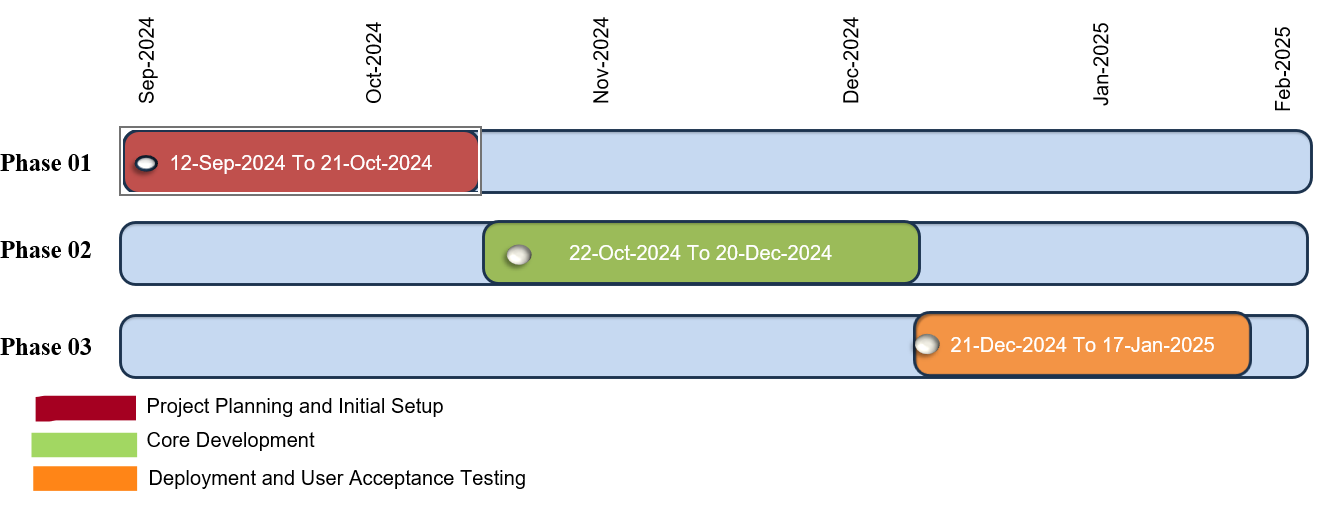 Sep-2024
Oct-2024
Nov-2024
Dec-2024
Jan-2025
Feb-2025
Phase 01
12-Sep-2024 To 21-Oct-2024
Phase 02
22-Oct-2024 To 20-Dec-2024
Phase 03
21-Dec-2024 To 17-Jan-2025
Project Planning and Initial Setup
Core Development
Deployment and User Acceptance Testing